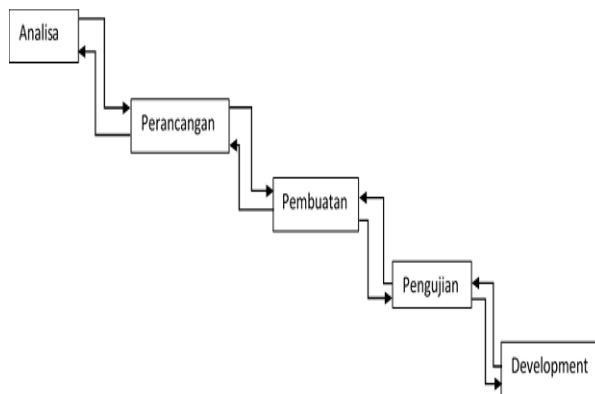 Analisa
Perancangan
Pembuatan
Pengujian
Development